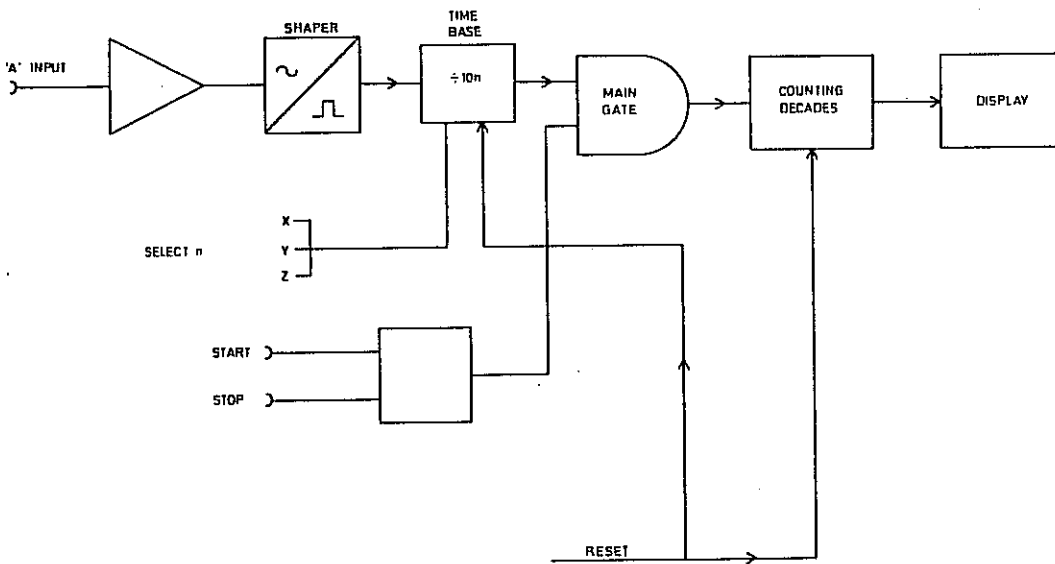 'A' INPUT
SHAPER
TIME
BASE
÷10n
MAIN
GATE
COUNTING
DECADES
DISPLAY
SELECT n
X
Y
Z
START
STOP
RESET